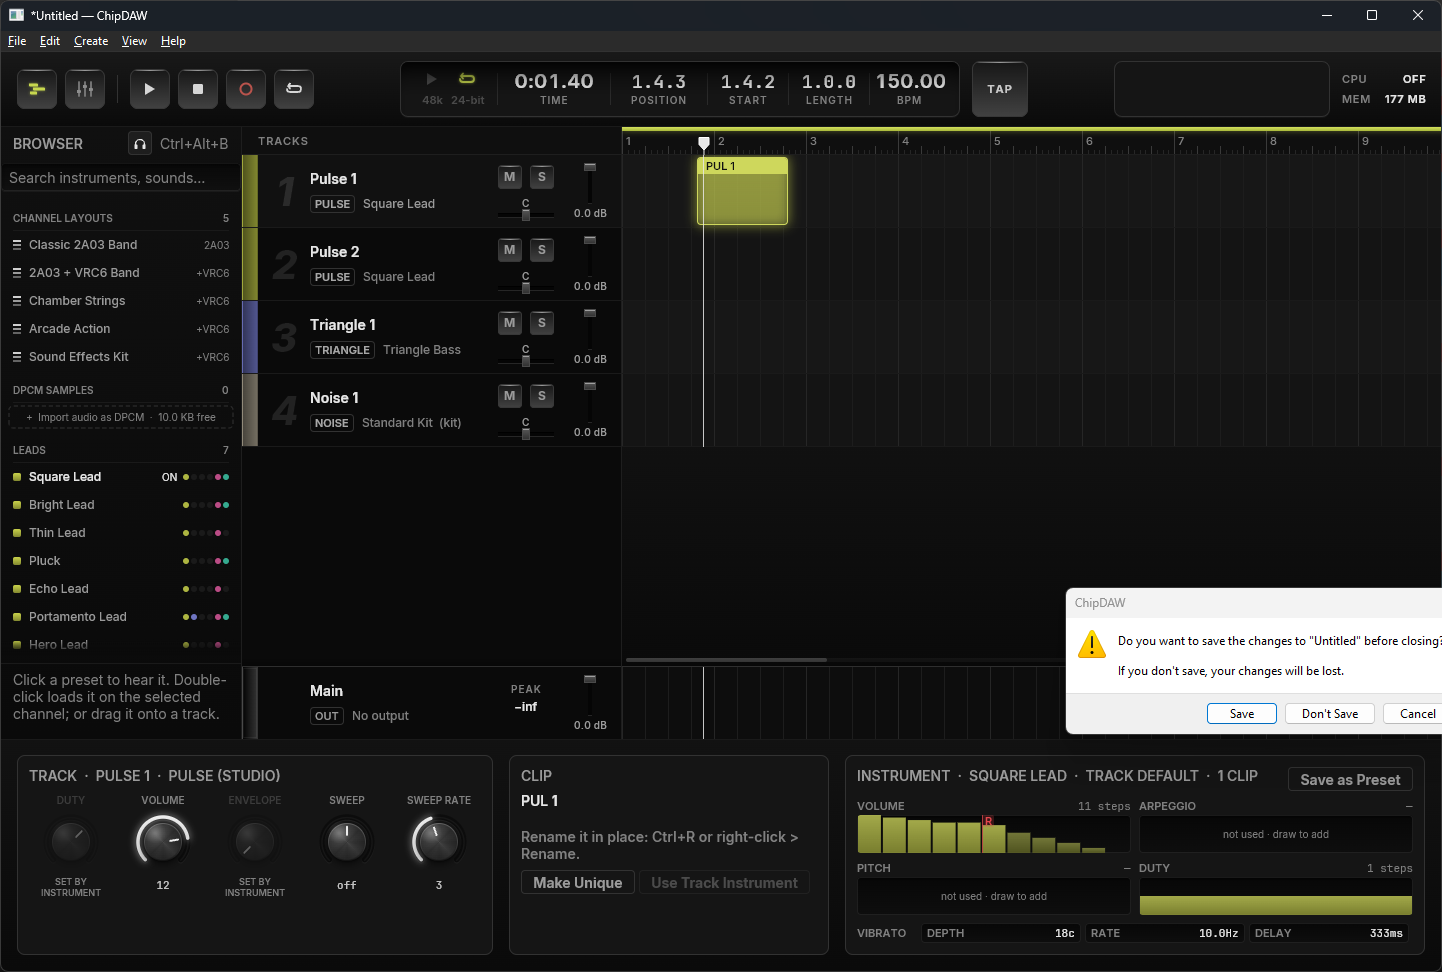 *Untitled — ChipDAW
File Edit Create View Help
48k 24-bit
0:01.40
TIME
1.4.3
POSITION
1.4.2
START
1.0.0
LENGTH
150.00
BPM
TAP
CPU OFF
MEM 177 MB
BROWSER Ctrl+Alt+B
Search instruments, sounds...
CHANNEL LAYOUTS 5
Classic 2A03 Band 2A03
2A03 + VRC6 Band +VRC6
Chamber Strings +VRC6
Arcade Action +VRC6
Sound Effects Kit +VRC6
DPCM SAMPLES 0
+ Import audio as DPCM · 10.0 KB free
LEADS 7
Square Lead ON
Bright Lead
Thin Lead
Pluck
Echo Lead
Portamento Lead
Hero Lead
Click a preset to hear it. Double-
click loads it on the selected
channel; or drag it onto a track.
TRACKS
1 2 3 4 5 6 7 8 9
1 Pulse 1 M S
PULSE Square Lead C 0.0 dB
PUL 1
2 Pulse 2 M S
PULSE Square Lead C 0.0 dB
3 Triangle 1 M S
TRIANGLE Triangle Bass C 0.0 dB
4 Noise 1 M S
NOISE Standard Kit (kit) C 0.0 dB
Main PEAK
OUT No output -inf 0.0 dB
ChipDAW
Do you want to save the changes to "Untitled" before closing?
If you don't save, your changes will be lost.
Save Don't Save Cancel
TRACK · PULSE 1 · PULSE (STUDIO)
DUTY VOLUME ENVELOPE SWEEP SWEEP RATE
SET BY
INSTRUMENT
12
SET BY
INSTRUMENT
off
3
CLIP
PUL 1
Rename it in place: Ctrl+R or right-click >
Rename.
Make Unique Use Track Instrument
INSTRUMENT · SQUARE LEAD · TRACK DEFAULT · 1 CLIP Save as Preset
VOLUME 11 steps
R
ARPEGGIO –
not used · draw to add
PITCH –
not used · draw to add
DUTY 1 steps
VIBRATO DEPTH 18c RATE 10.0Hz DELAY 333ms